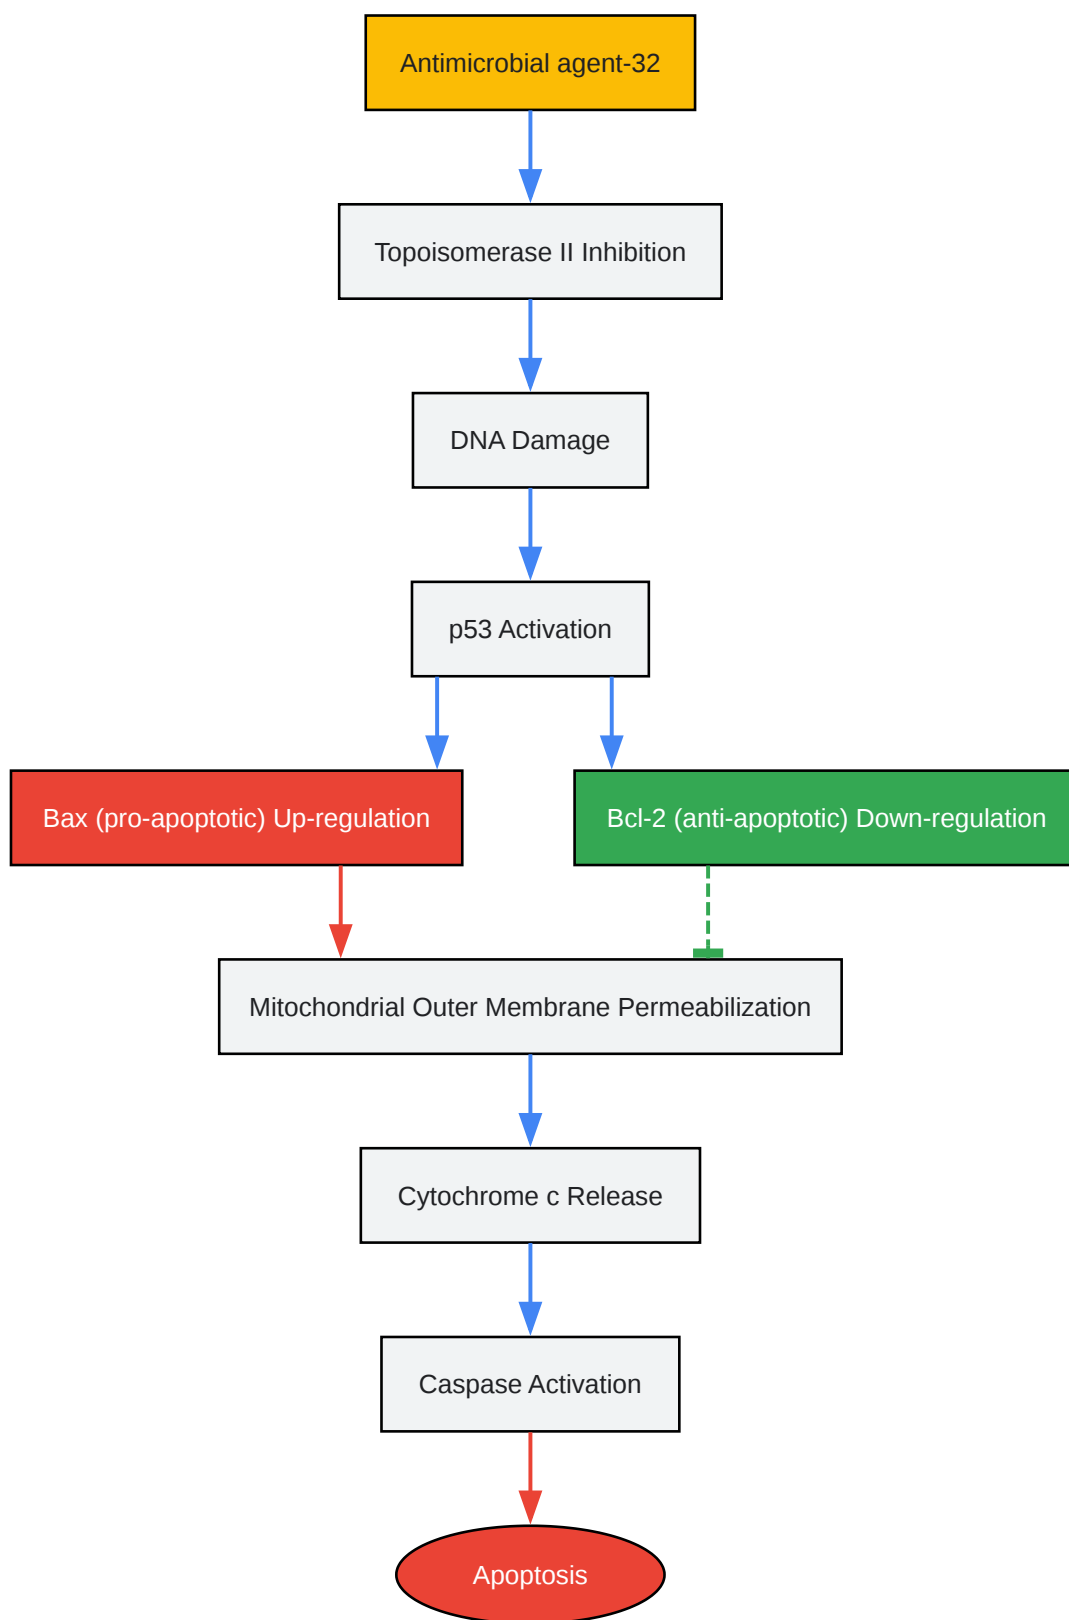 Antimicrobial agent-32
Topoisomerase II Inhibition
DNA Damage
p53 Activation
Bax (pro-apoptotic) Up-regulation
Bcl-2 (anti-apoptotic) Down-regulation
Mitochondrial Outer Membrane Permeabilization
Cytochrome c Release
Caspase Activation
Apoptosis